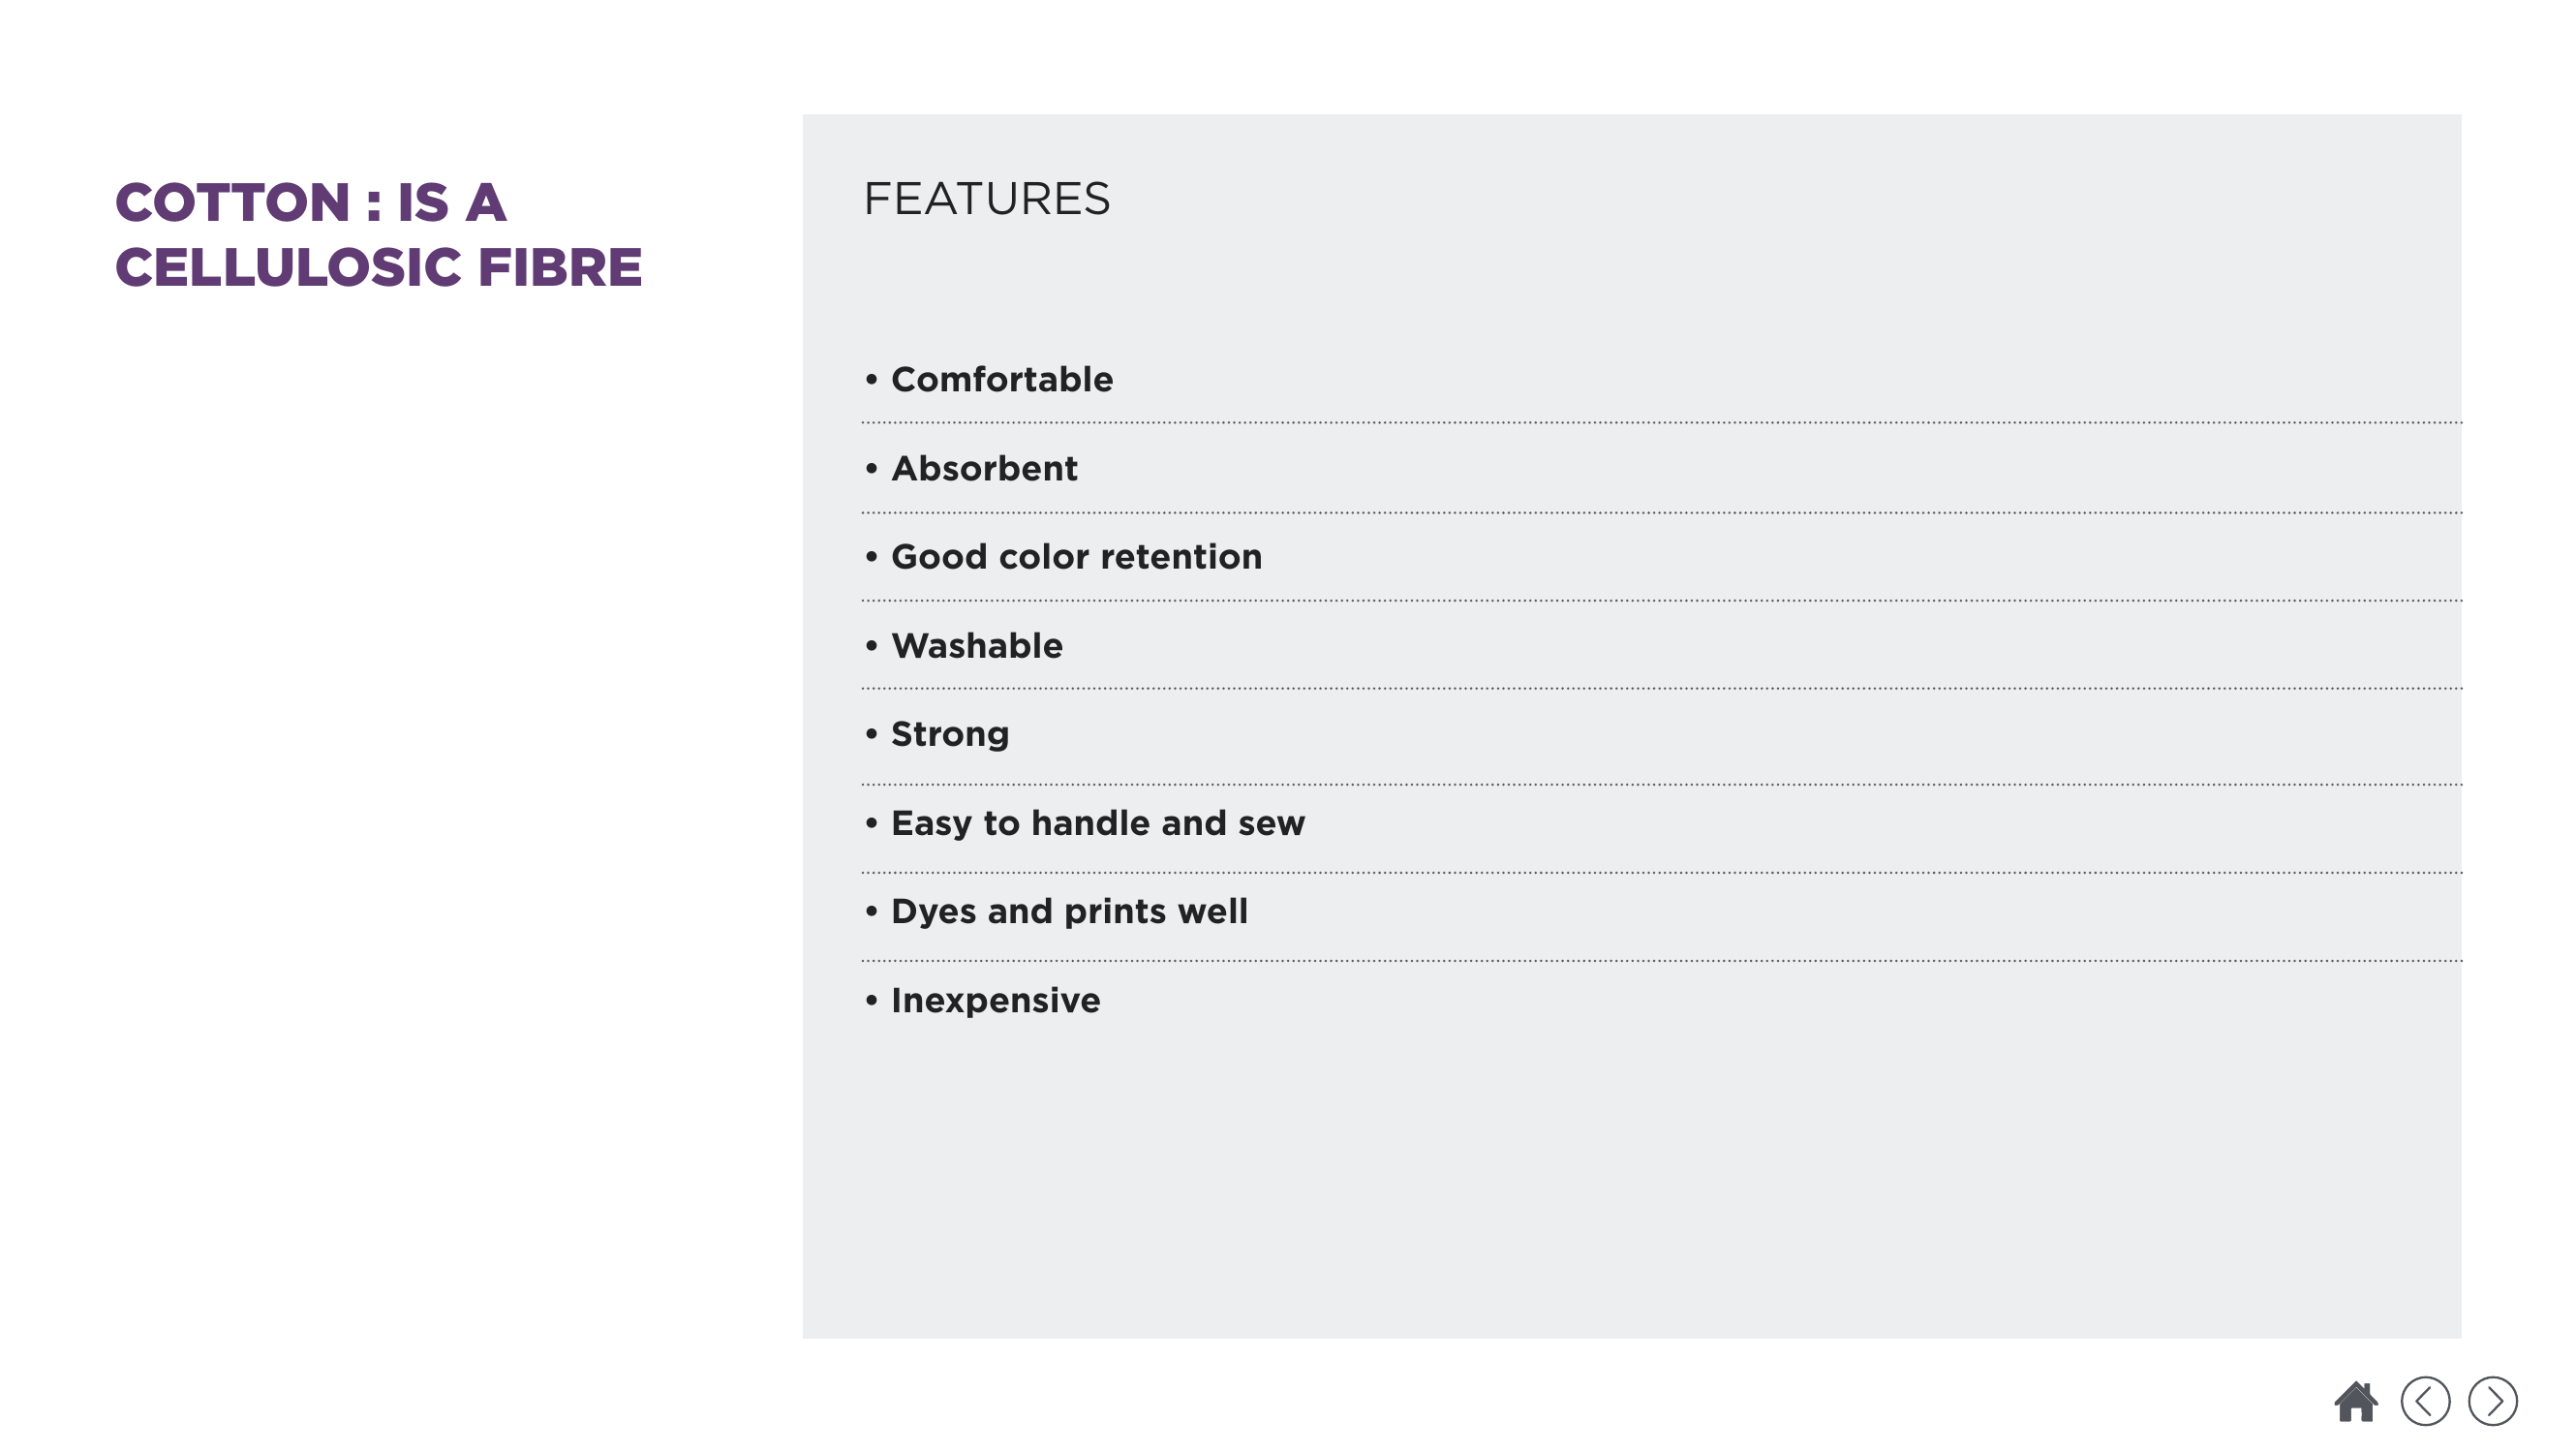 COTTON : IS A
CELLULOSIC FIBRE
FEATURES
• Comfortable
• Absorbent
• Good color retention
• Washable
• Strong
• Easy to handle and sew
• Dyes and prints well
• Inexpensive